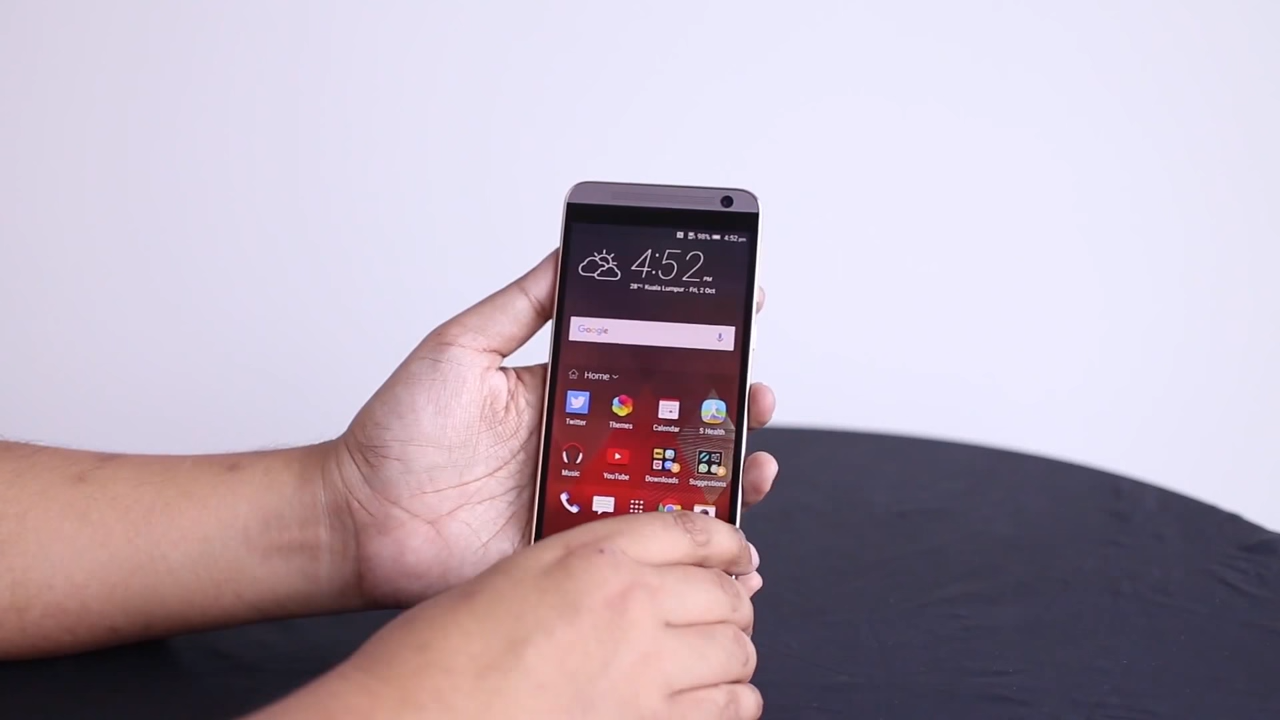 98% 4:52 pm
4:52 PM
28°C Kuala Lumpur - Fri, 2 Oct
Google
Home
Twitter Themes Calendar S Health
Music YouTube Downloads Suggestions